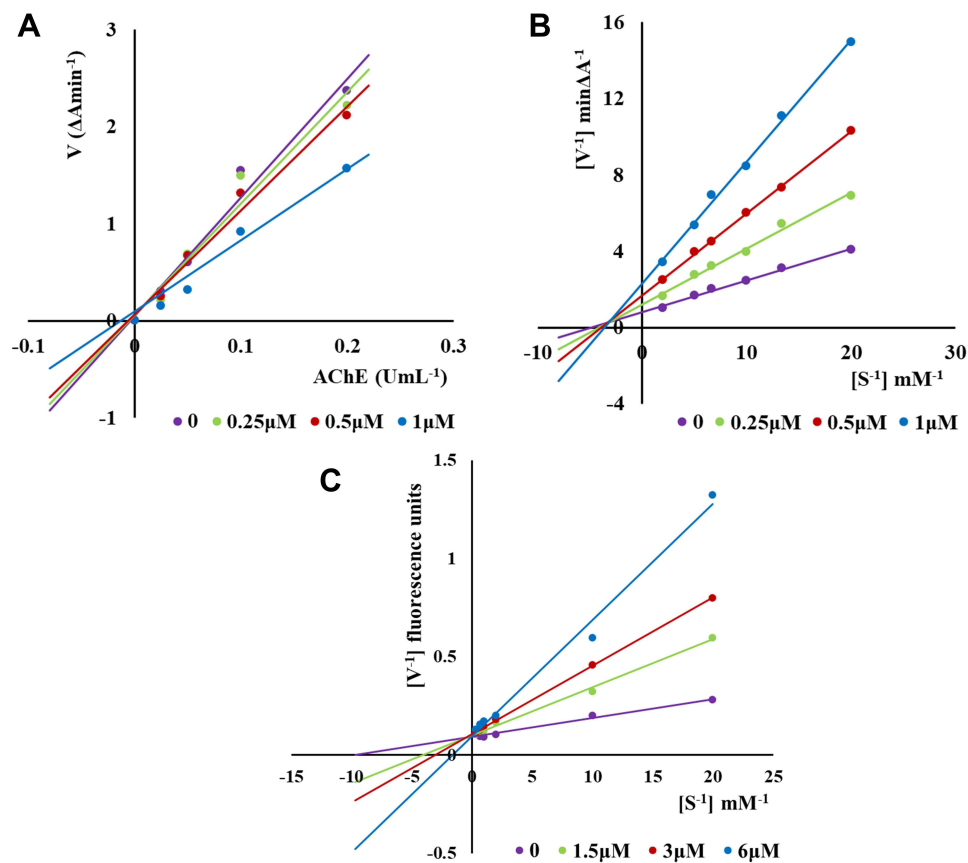 A
V (ΔAmin⁻¹)
3
2
1
0
-1
-0.1
0
0.1
0.2
0.3
AChE (UmL⁻¹)
0 0.25µM 0.5µM 1µM
B
[V⁻¹] minΔA⁻¹
16
12
8
4
0
-4
-10
0
10
20
30
[S⁻¹] mM⁻¹
0 0.25µM 0.5µM 1µM
C
[V⁻¹] fluorescence units
1.5
1
0.5
0
-0.5
-15
-10
-5
0
5
10
15
20
25
[S⁻¹] mM⁻¹
0 1.5µM 3µM 6µM